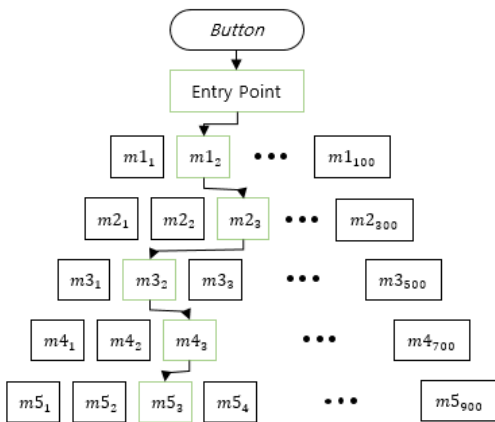 Button
Entry Point
m1₁ m1₂ ••• m1₁₀₀
m2₁ m2₂ m2₃ ••• m2₃₀₀
m3₁ m3₂ m3₃ ••• m3₅₀₀
m4₁ m4₂ m4₃ ••• m4₇₀₀
m5₁ m5₂ m5₃ m5₄ ••• m5₉₀₀